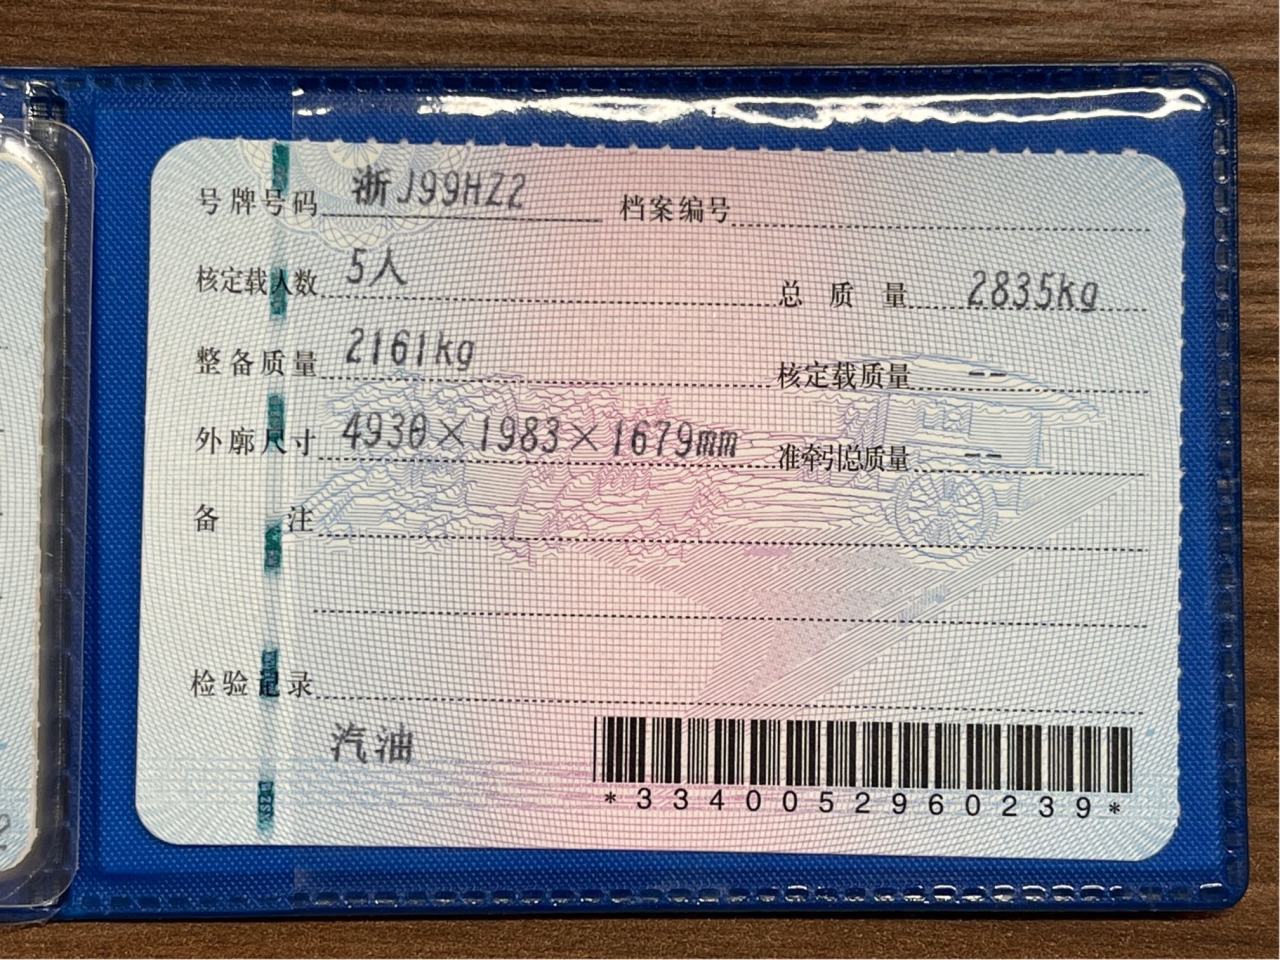 号牌号码 浙J99HZ2 档案编号
核定载人数 5人 总质量 2835kg
整备质量 2161kg 核定载质量 --
外廓尺寸 4930×1983×1679mm 准牵引总质量 --
备注
检验记录
汽油
*3340052960239*